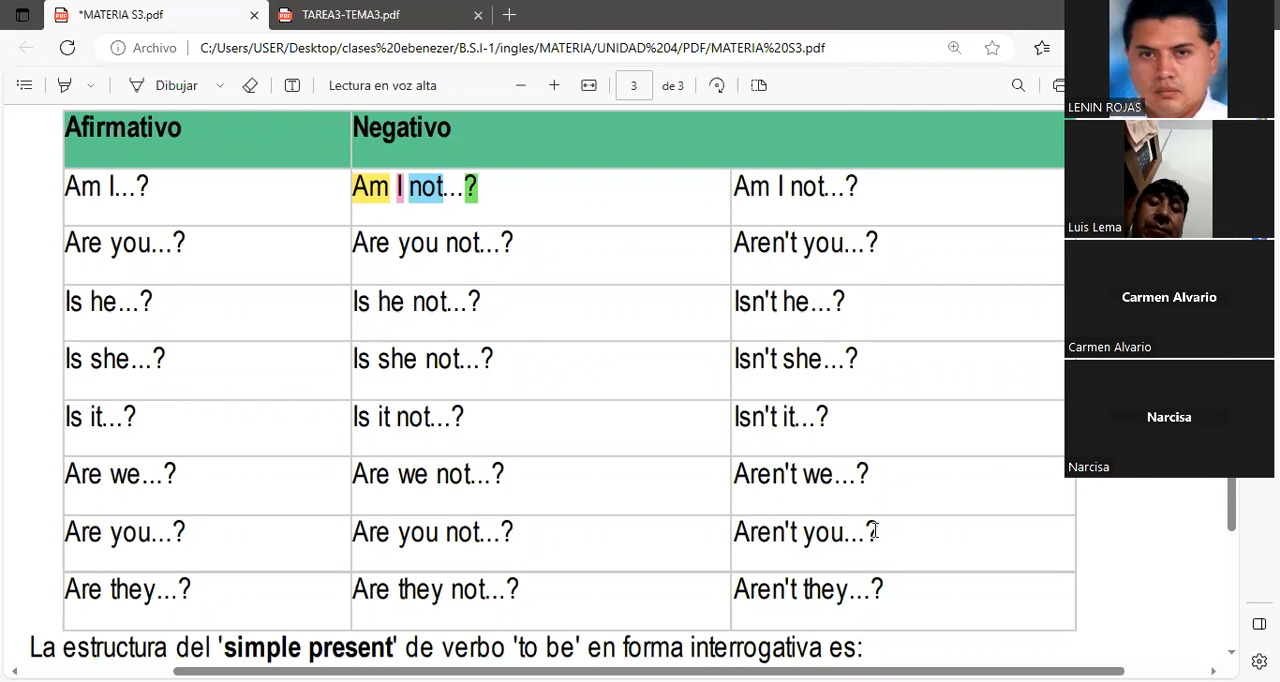 *MATERIA S3.pdf
TAREA3-TEMA3.pdf
Archivo
C:/Users/USER/Desktop/clases%20ebenezer/B.S.I-1/ingles/MATERIA/UNIDAD%204/PDF/MATERIA%20S3.pdf
Dibujar
Lectura en voz alta
3
de 3
LENIN ROJAS
Luis Lema
Carmen Alvario
Carmen Alvario
Narcisa
Narcisa
Afirmativo Negativo
Am I...? Am I not...? Am I not...?
Are you...? Are you not...? Aren't you...?
Is he...? Is he not...? Isn't he...?
Is she...? Is she not...? Isn't she...?
Is it...? Is it not...? Isn't it...?
Are we...? Are we not...? Aren't we...?
Are you...? Are you not...? Aren't you...?
Are they...? Are they not...? Aren't they...?
La estructura del 'simple present' de verbo 'to be' en forma interrogativa es: